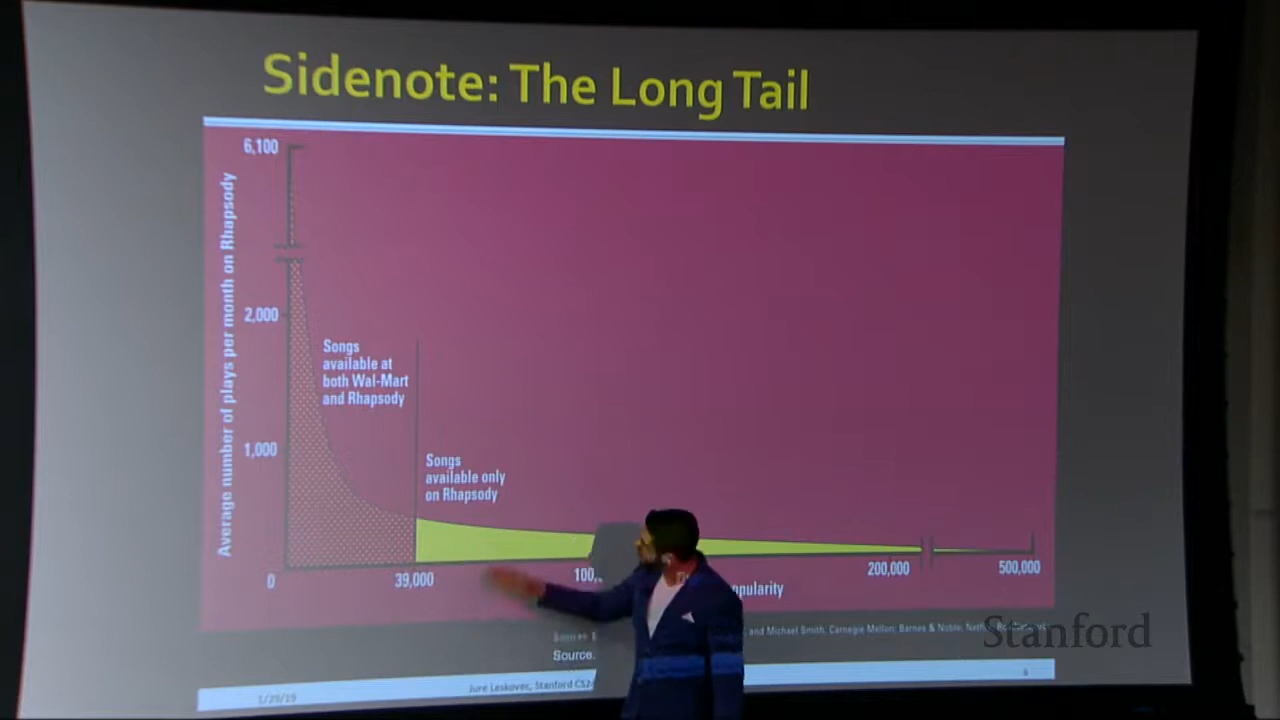 Sidenote: The Long Tail
6,100
2,000
1,000
0
Average number of plays per month on Rhapsody
Songs
available at
both Wal-Mart
and Rhapsody
Songs
available only
on Rhapsody
39,000
100,
200,000
500,000
opularity
and Michael Smith, Carnegie Mellon; Barnes & Noble;
Source.
Stanford
1/29/19
Jure Leskovec, Stanford CS2